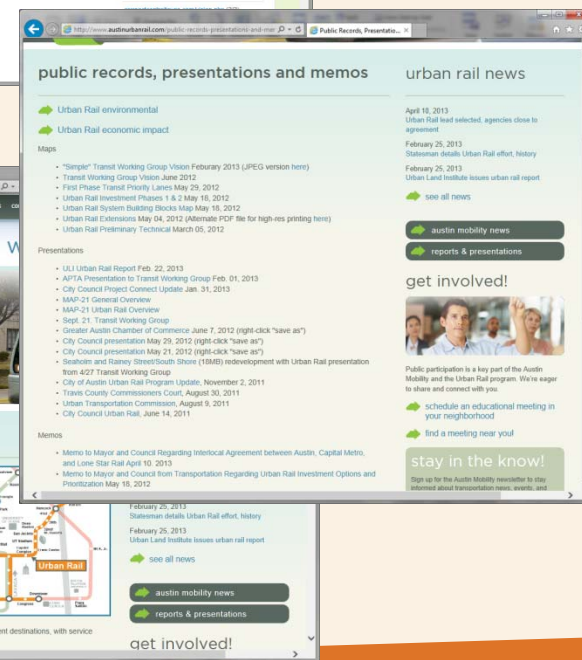 http://www.austinurbanrail.com/public-records-presentations-and-mer
Public Records, Presentatio...
public records, presentations and memos
Urban Rail environmental
Urban Rail economic impact
Maps
"Simple" Transit Working Group Vision Feburary 2013 (JPEG version here)
Transit Working Group Vision June 2012
First Phase Transit Priority Lanes May 29, 2012
Urban Rail Investment Phases 1 & 2 May 16, 2012
Urban Rail System Building Blocks Map May 16, 2012
Urban Rail Extensions May 04, 2012 (Alternate PDF file for high-res printing here)
Urban Rail Preliminary Technical March 05, 2012
Presentations
ULI Urban Rail Report Feb. 22, 2013
APTA Presentation to Transit Working Group Feb. 01, 2013
City Council Project Connect Update Jan. 31, 2013
MAP-21 General Overview
MAP-21 Urban Rail Overview
Sept. 21. Transit Working Group
Greater Austin Chamber of Commerce June 7, 2012 (right-click "save as")
City Council presentation May 29, 2012 (right-click "save as")
City Council presentation May 21, 2012 (right-click "save as")
Seaholm and Rainey Street/South Shore (16MB) redevelopment with Urban Rail presentation
from 4/27 Transit Working Group
City of Austin Urban Rail Program Update, November 2, 2011
Travis County Commissioners Court, August 30, 2011
Urban Transportation Commission, August 9, 2011
City Council Urban Rail, June 14, 2011
Memos
Memo to Mayor and Council Regarding Interlocal Agreement between Austin, Capital Metro,
and Lone Star Rail April 10. 2013
Memo to Mayor and Council from Transportation Regarding Urban Rail Investment Options and
Prioritization May 16, 2012
urban rail news
April 10, 2013
Urban Rail lead selected, agencies close to
agreement
February 25, 2013
Statesman details Urban Rail effort, history
February 25, 2013
Urban Land Institute issues urban rail report
see all news
austin mobility news
reports & presentations
get involved!
Public participation is a key part of the Austin
Mobility and the Urban Rail program. We're eager
to share and connect with you.
schedule an educational meeting in
your neighborhood
find a meeting near you!
stay in the know!
Sign up for the Austin Mobility newsletter to stay
informed about transportation news, events, and
February 25, 2013
Statesman details Urban Rail effort, history
February 25, 2013
Urban Land Institute issues urban rail report
see all news
austin mobility news
reports & presentations
get involved!
Urban Rail
ent destinations, with service